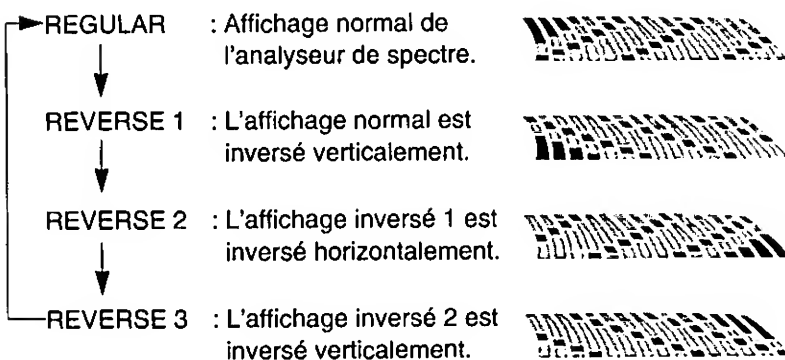 REGULAR : Affichage normal de
l'analyseur de spectre.
REVERSE 1 : L'affichage normal est
inversé verticalement.
REVERSE 2 : L'affichage inversé 1 est
inversé horizontalement.
REVERSE 3 : L'affichage inversé 2 est
inversé verticalement.